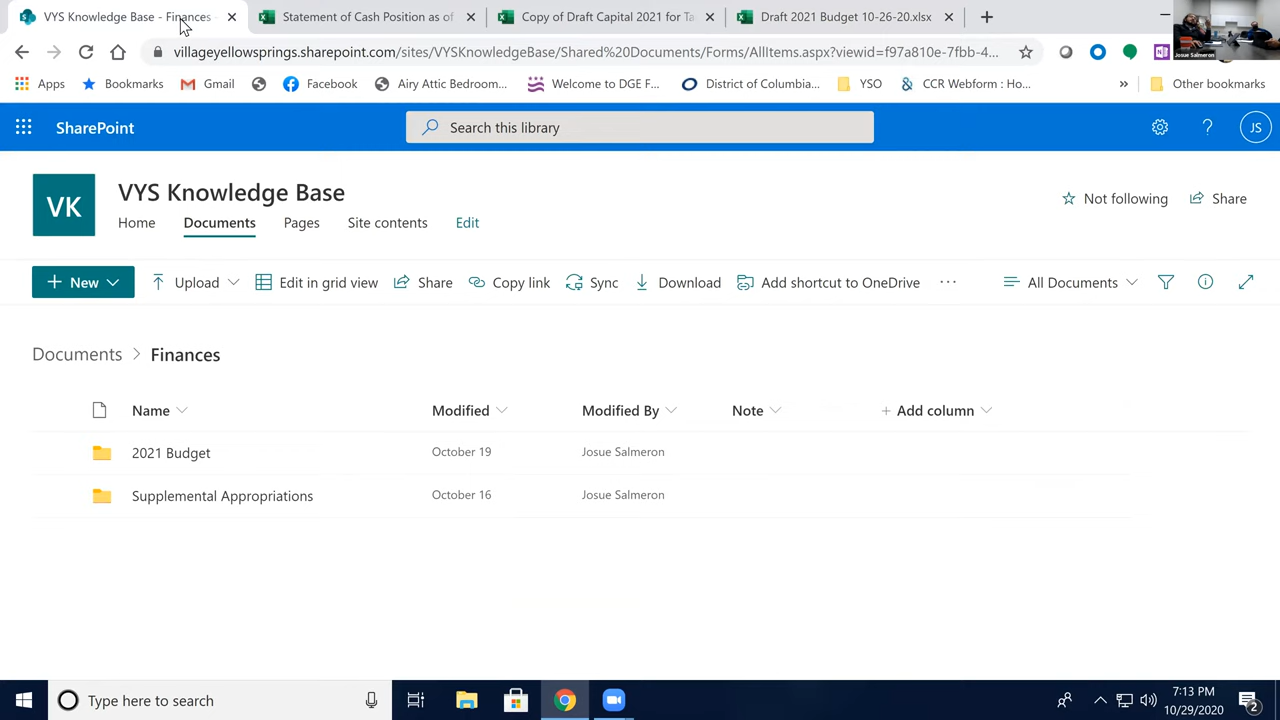 VYS Knowledge Base - Finances
Statement of Cash Position as of
Copy of Draft Capital 2021 for Ta
Draft 2021 Budget 10-26-20.xlsx
villageyellowsprings.sharepoint.com/sites/VYSKnowledgeBase/Shared%20Documents/Forms/AllItems.aspx?viewid=f97a8c0e-7fbb-4...
Josue Salmeron
Apps
Bookmarks
Gmail
Facebook
Airy Attic Bedroom...
Welcome to DGE F...
District of Columbia...
YSO
CCR Webform : Ho...
»
Other bookmarks
SharePoint
Search this library
JS
VK
VYS Knowledge Base
Home Documents Pages Site contents Edit
Not following
Share
+ New
Upload
Edit in grid view
Share
Copy link
Sync
Download
Add shortcut to OneDrive
...
All Documents
Documents > Finances
Name Modified Modified By Note + Add column
2021 Budget October 19 Josue Salmeron
Supplemental Appropriations October 16 Josue Salmeron
Type here to search
7:13 PM
10/29/2020
2